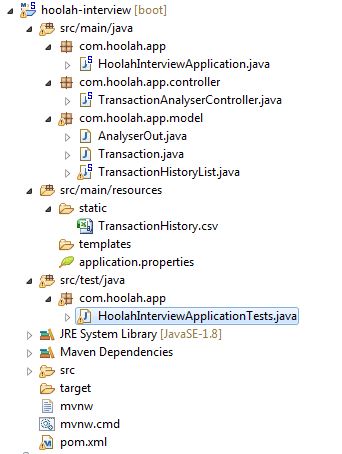 hoolah-interview [boot]
src/main/java
com.hoolah.app
HoolahInterviewApplication.java
com.hoolah.app.controller
TransactionAnalyserController.java
com.hoolah.app.model
AnalyserOut.java
Transaction.java
TransactionHistoryList.java
src/main/resources
static
TransactionHistory.csv
templates
application.properties
src/test/java
com.hoolah.app
HoolahInterviewApplicationTests.java
JRE System Library [JavaSE-1.8]
Maven Dependencies
src
target
mvnw
mvnw.cmd
pom.xml